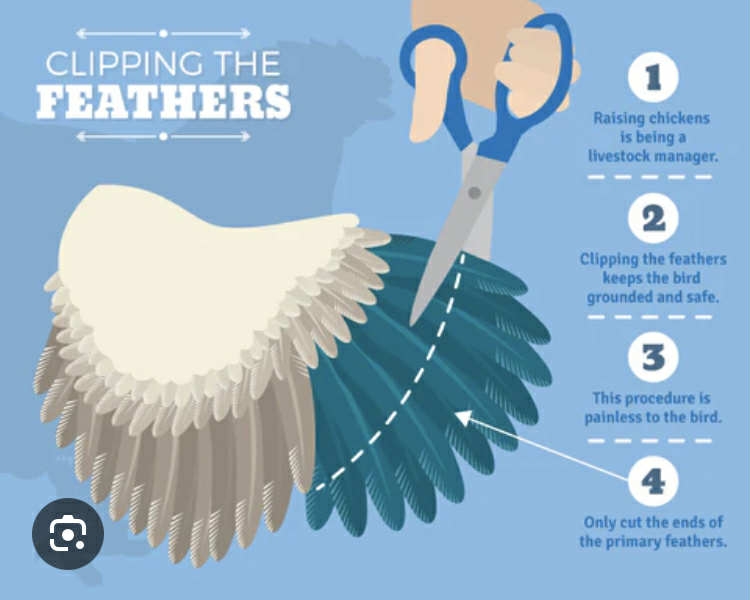 CLIPPING THE
FEATHERS
1
Raising chickens
is being a
livestock manager.
2
Clipping the feathers
keeps the bird
grounded and safe.
3
This procedure is
painless to the bird.
4
Only cut the ends of
the primary feathers.